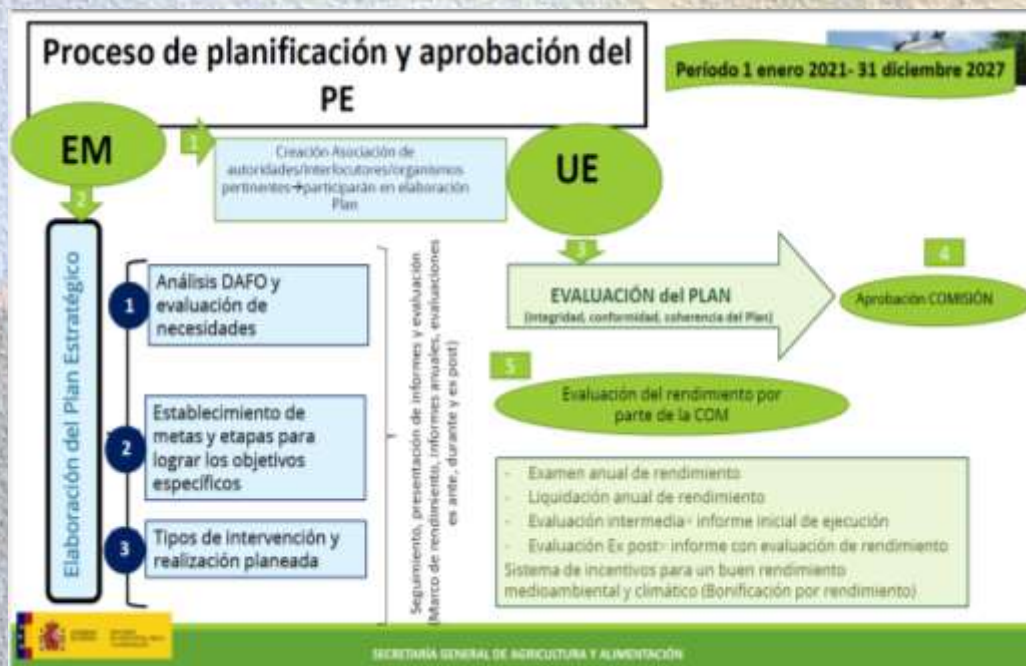 Proceso de planificación y aprobación del
PE
Período 1 enero 2021- 31 diciembre 2027
EM
1
Creación Asociación de
autoridades/interlocutores/organismos
pertinentes→participarán en elaboración
Plan
UE
2
Elaboración del Plan Estratégico
1
Análisis DAFO y
evaluación de
necesidades
2
Establecimiento de
metas y etapas para
lograr los objetivos
específicos
3
Tipos de intervención y
realización planeada
Seguimiento, presentación de informes y evaluación
(Marco de rendimiento, informes anuales, evaluaciones
ex ante, durante y ex post)
3
EVALUACIÓN del PLAN
(integridad, conformidad, coherencia del Plan)
4
Aprobación COMISIÓN
5
Evaluación del rendimiento por
parte de la COM
- Examen anual de rendimiento
- Liquidación anual de rendimiento
- Evaluación intermedia- informe inicial de ejecución
- Evaluación Ex post- informe con evaluación de rendimiento
Sistema de incentivos para un buen rendimiento
medioambiental y climático (Bonificación por rendimiento)
SECRETARÍA GENERAL DE AGRICULTURA Y ALIMENTACIÓN